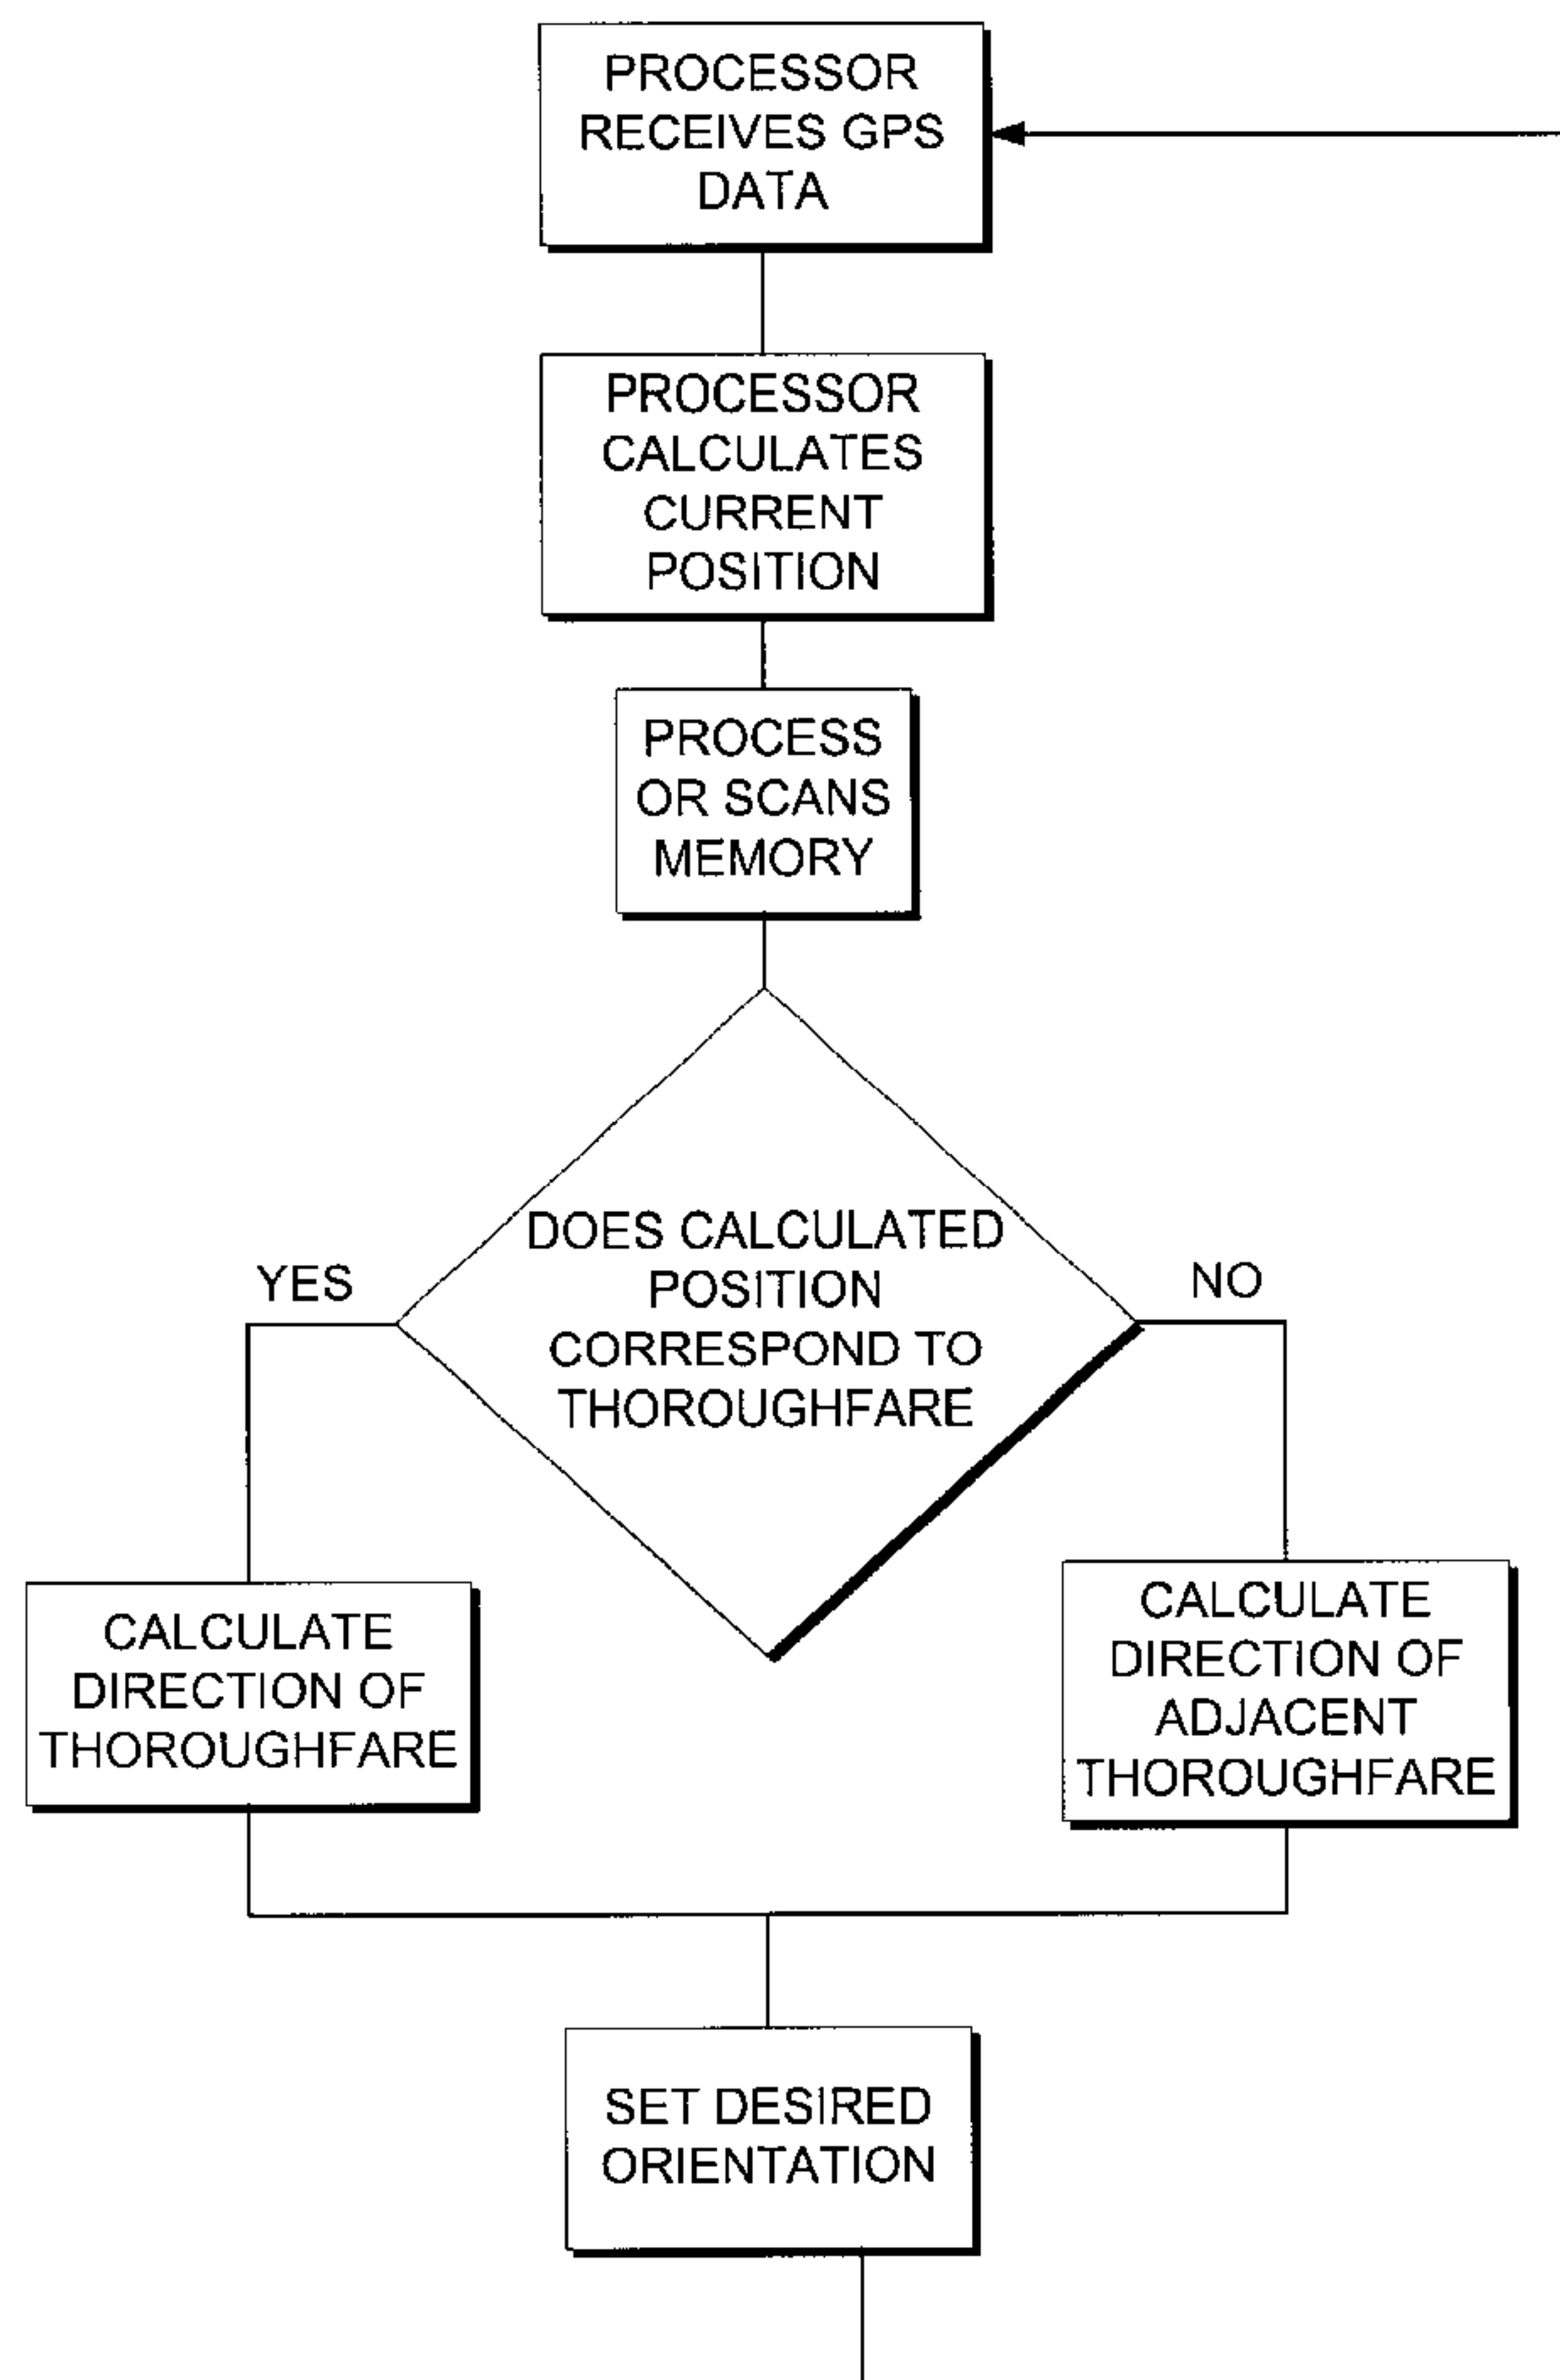 PROCESSOR
RECEIVES GPS
DATA
PROCESSOR
CALCULATES
CURRENT
POSITION
PROCESS
OR SCANS
MEMORY
DOES CALCULATED
POSITION
CORRESPOND TO
THOROUGHFARE
YES
NO
CALCULATE
DIRECTION OF
THOROUGHFARE
CALCULATE
DIRECTION OF
ADJACENT
THOROUGHFARE
SET DESIRED
ORIENTATION